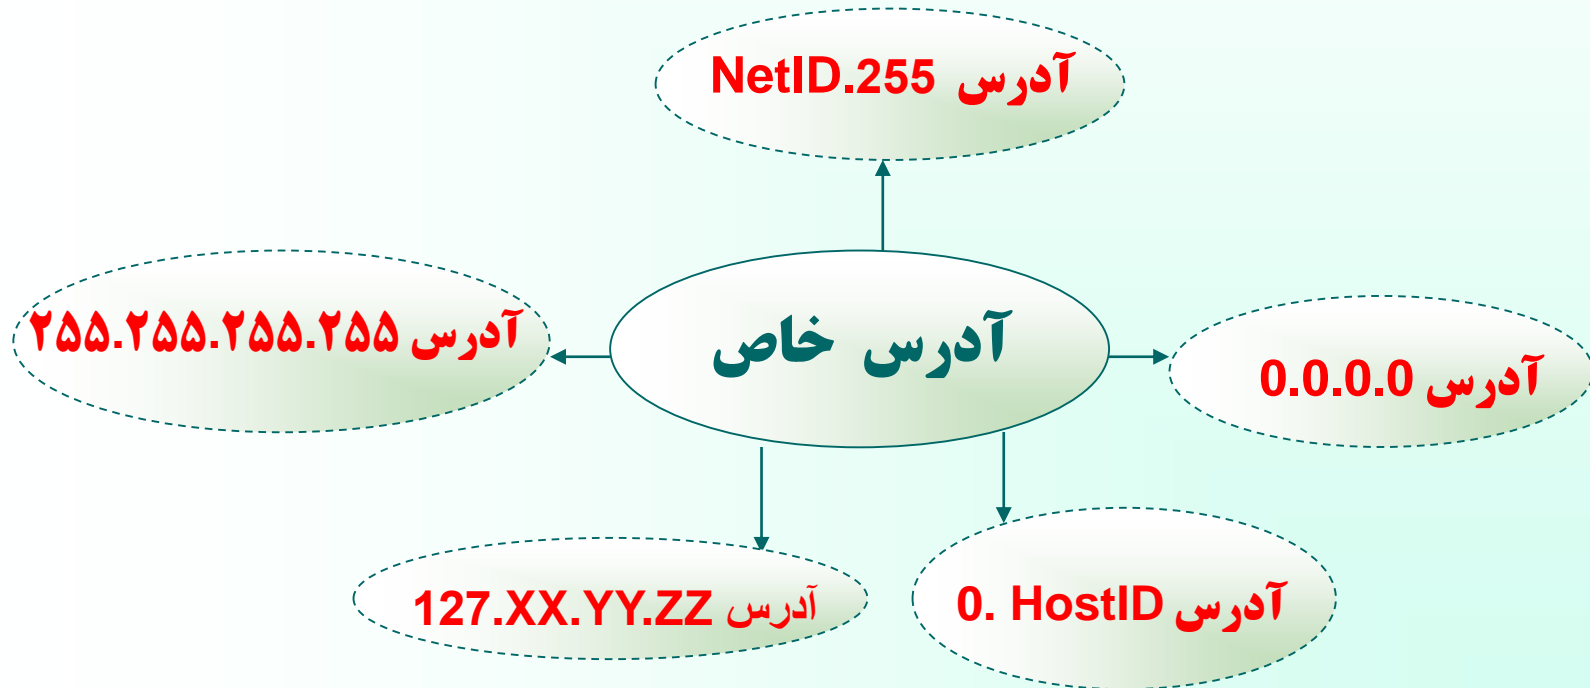 آدرس NetID.255
آدرس خاص
آدرس ۲۵۵.۲۵۵.۲۵۵.۲۵۵
آدرس 0.0.0.0
آدرس 127.XX.YY.ZZ
آدرس 0. HostID